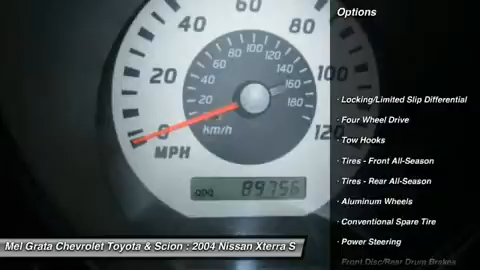 Options
40
60
80
20
100
0
120
MPH
20
40
60
80
100
120
140
160
180
km/h
ODO 89756
· Locking/Limited Slip Differential
· Four Wheel Drive
· Tow Hooks
· Tires - Front All-Season
· Tires - Rear All-Season
· Aluminum Wheels
· Conventional Spare Tire
· Power Steering
· Front Disc/Rear Drum Brakes
Mel Grata Chevrolet Toyota & Scion : 2004 Nissan Xterra S